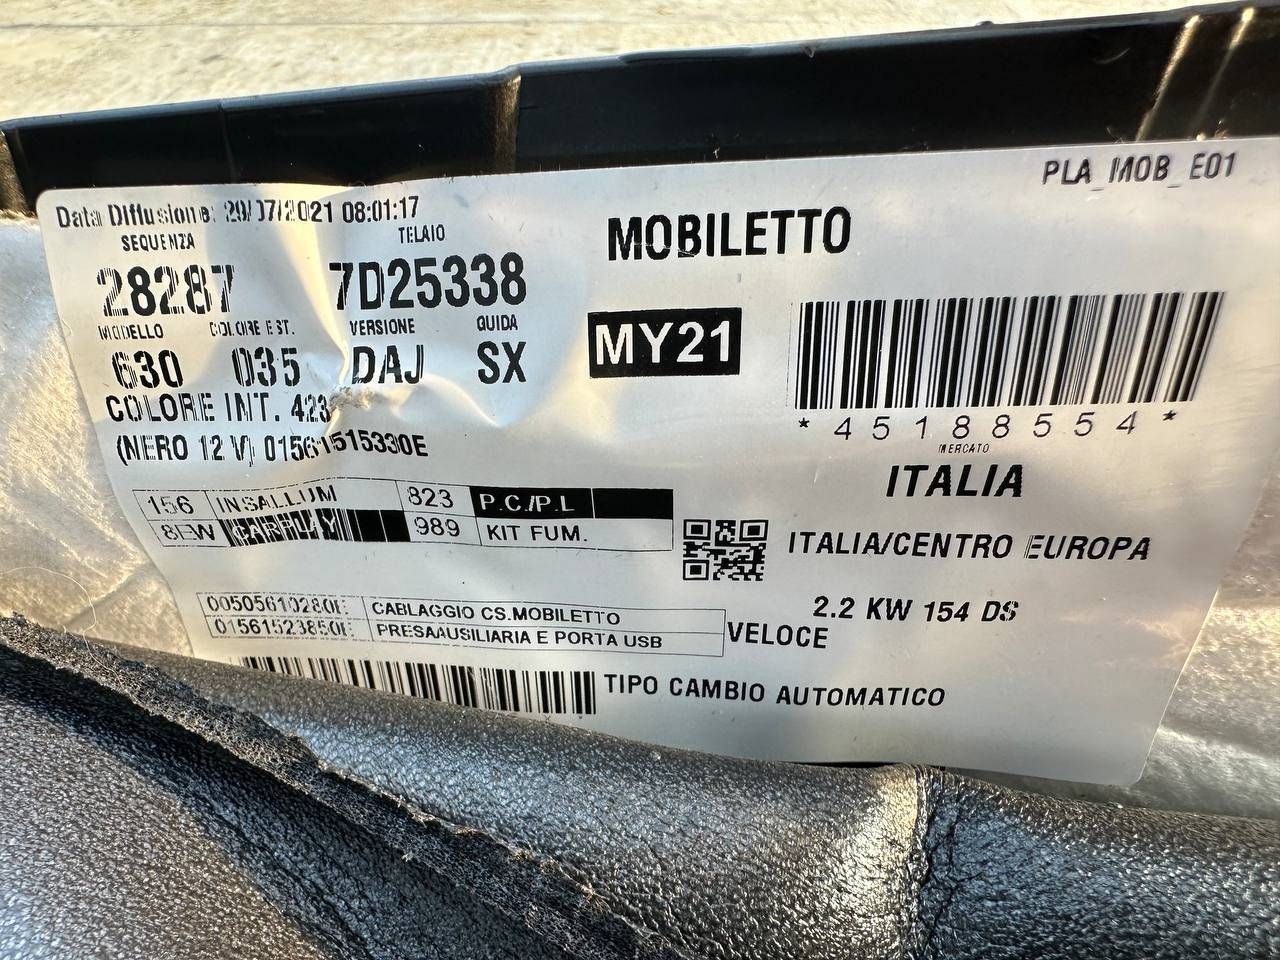 PLA_MOB_E01
Data Diffusione: 29/07/2021 08:01:17
SEQUENZA TELAIO
28287 7D25338
MOBILETTO
MODELLO COLORE EST. VERSIONE GUIDA
630 035 DAJ SX
MY21
COLORE INT. 423
(NERO 12 V) 01561515330E
*45188554*
MERCATO
ITALIA
156 INSALLUM 823 P.C./P.L
8EW 989 KIT FUM.
ITALIA/CENTRO EUROPA
2.2 KW 154 DS
00505610280E CABLAGGIO CS.MOBILETTO
01561523850E PRESAAUSILIARIA E PORTA USB
VELOCE
TIPO CAMBIO AUTOMATICO